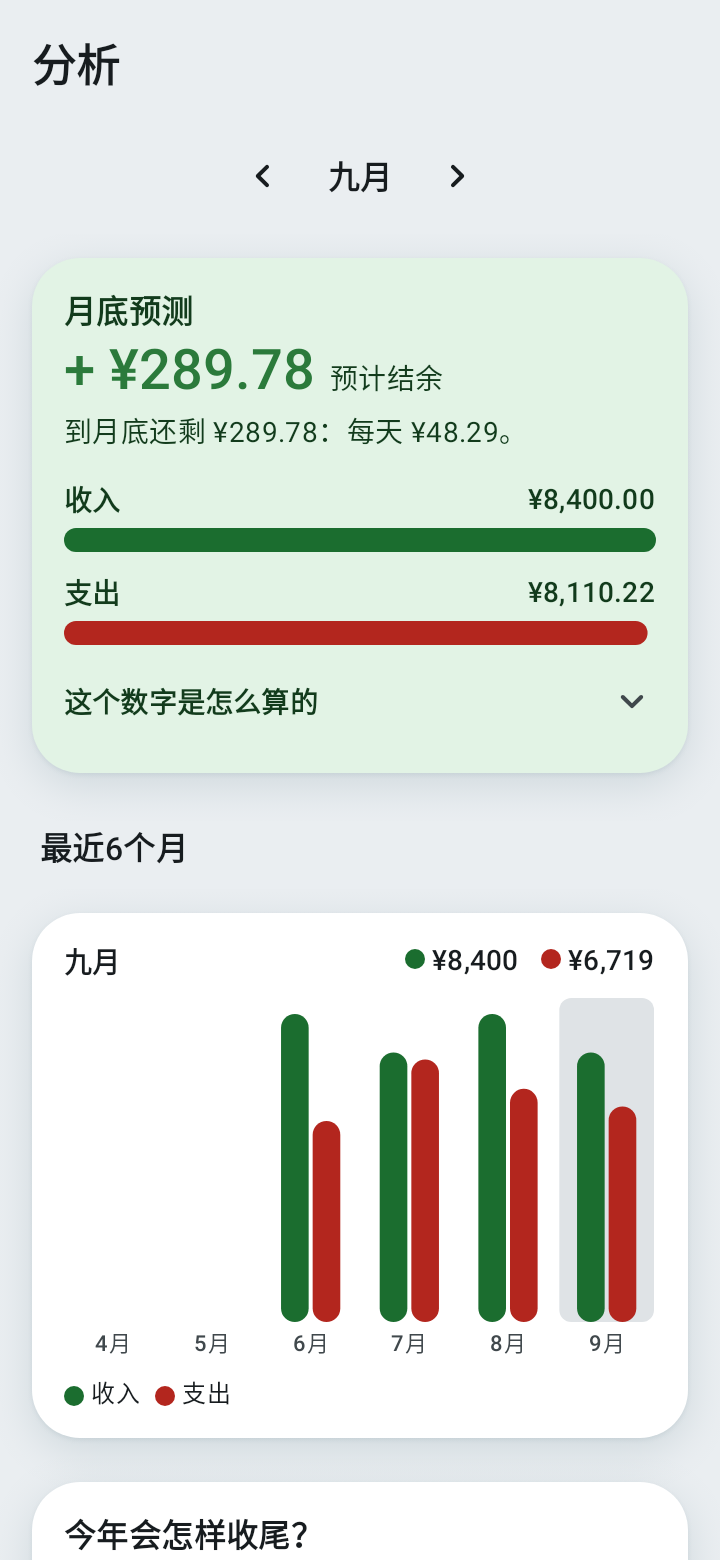 分析
九月
月底预测
+ ¥289.78 预计结余
到月底还剩 ¥289.78：每天 ¥48.29。
收入 ¥8,400.00
支出 ¥8,110.22
这个数字是怎么算的
最近6个月
九月 ¥8,400 ¥6,719
4月 5月 6月 7月 8月 9月
收入 支出
今年会怎样收尾？